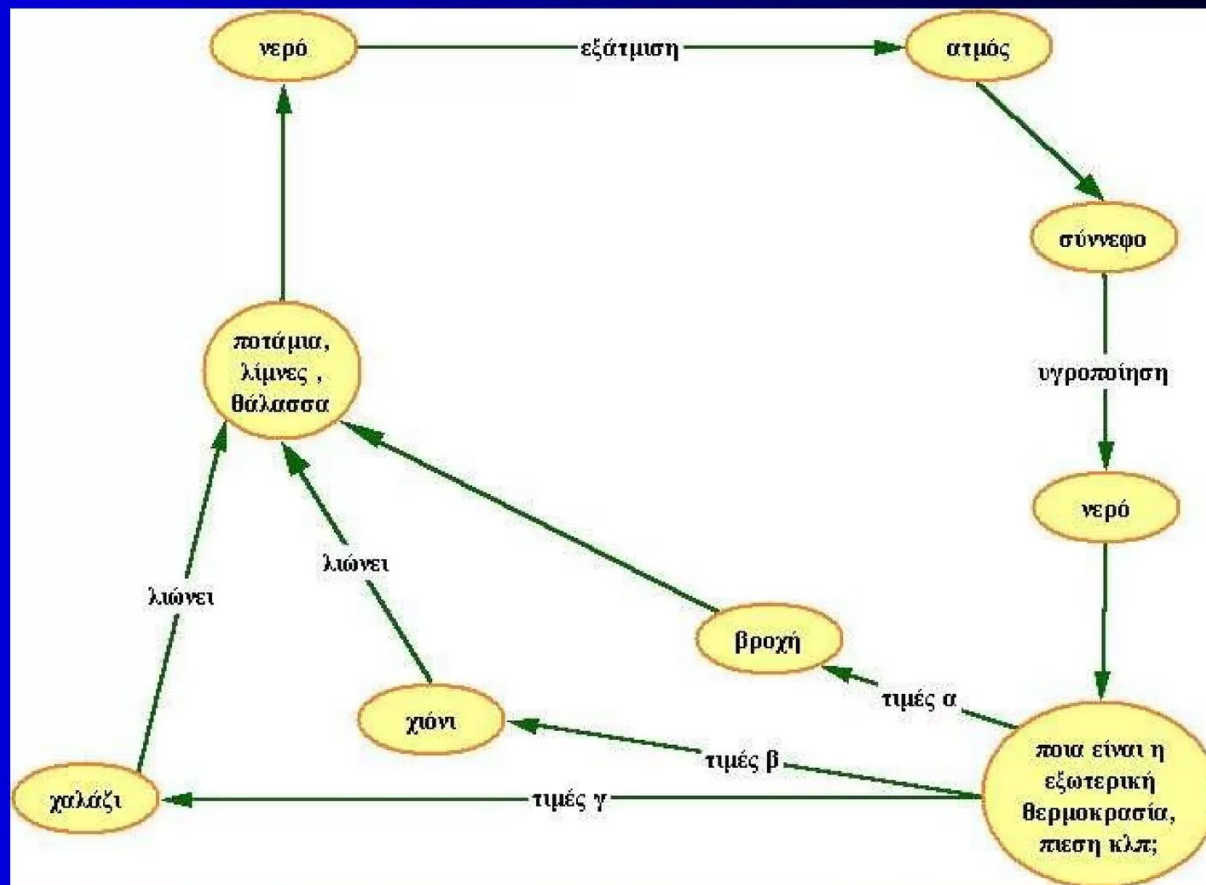 νερό
εξάτμιση
ατμός
σύννεφο
υγροποίηση
νερό
ποια είναι η
εξωτερική
θερμοκρασία,
πιεση κλπ;
τιμές α
βροχή
τιμές β
χιόνι
λιώνει
τιμές γ
χαλάζι
λιώνει
ποτάμια,
λίμνες ,
θάλασσα